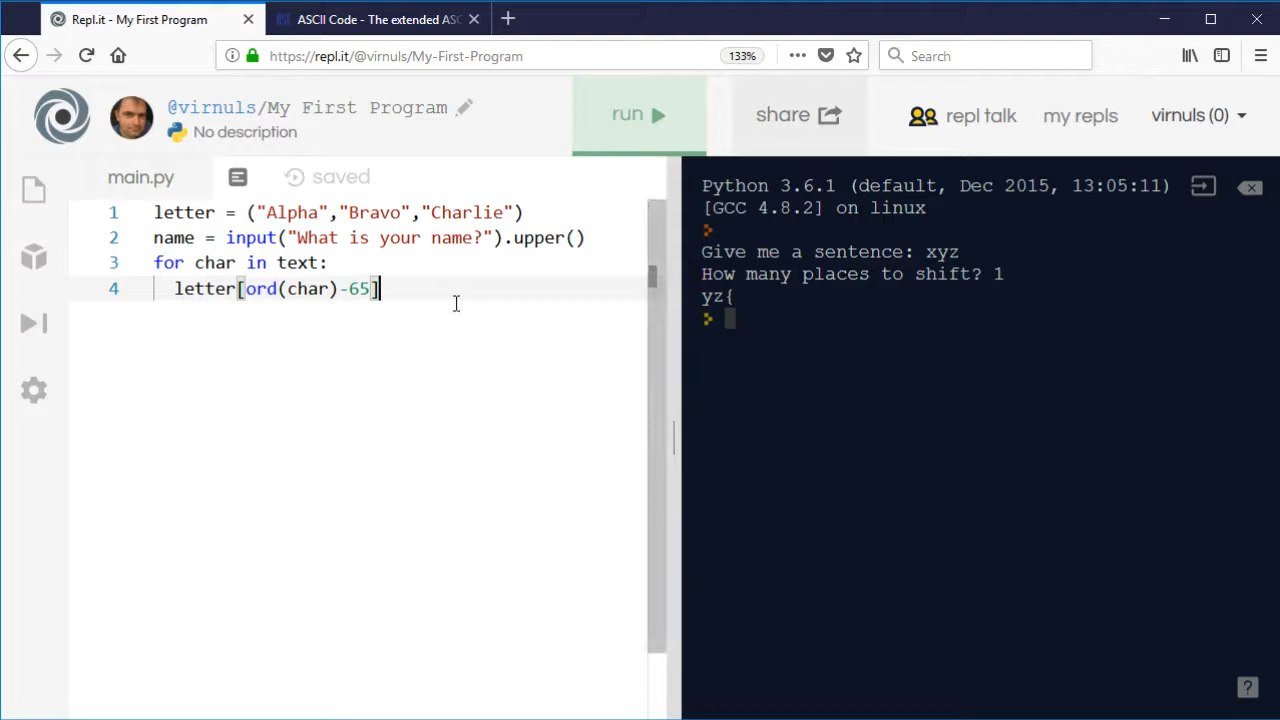 Repl.it - My First Program
ASCII Code - The extended ASC
https://repl.it/@virnuls/My-First-Program
133%
Search
@virnuls/My First Program
No description
run
share
repl talk
my repls
virnuls (0)
main.py
saved
1 letter = ("Alpha","Bravo","Charlie")
2 name = input("What is your name?").upper()
3 for char in text:
4 letter[ord(char)-65]
Python 3.6.1 (default, Dec 2015, 13:05:11)
[GCC 4.8.2] on linux
Give me a sentence: xyz
How many places to shift? 1
yz{
?